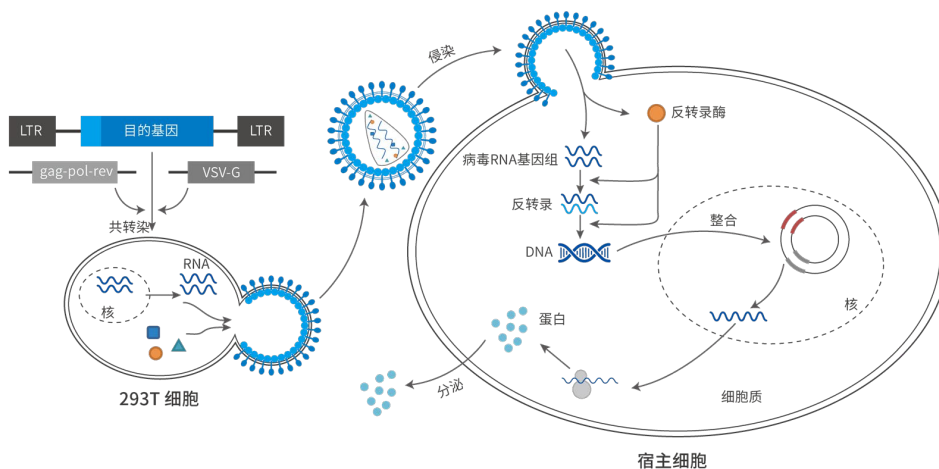 LTR
目的基因
LTR
gag-pol-rev
VSV-G
共转染
RNA
核
293T 细胞
侵染
反转录酶
病毒RNA基因组
反转录
DNA
整合
核
蛋白
分泌
细胞质
宿主细胞